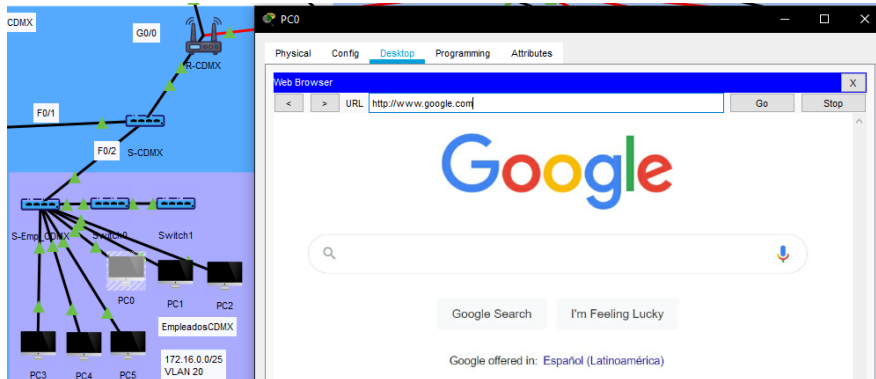 CDMX
G0/0
R-CDMX
F0/1
F0/2
S-CDMX
S-Empl_CDMX
Switch0
Switch1
PC0
PC1
PC2
EmpleadosCDMX
172.16.0.0/25
VLAN 20
PC3
PC4
PC5
PC0
Physical Config Desktop Programming Attributes
Web Browser
X
< > URL http://www.google.com Go Stop
Google
Google Search I'm Feeling Lucky
Google offered in: Español (Latinoamérica)